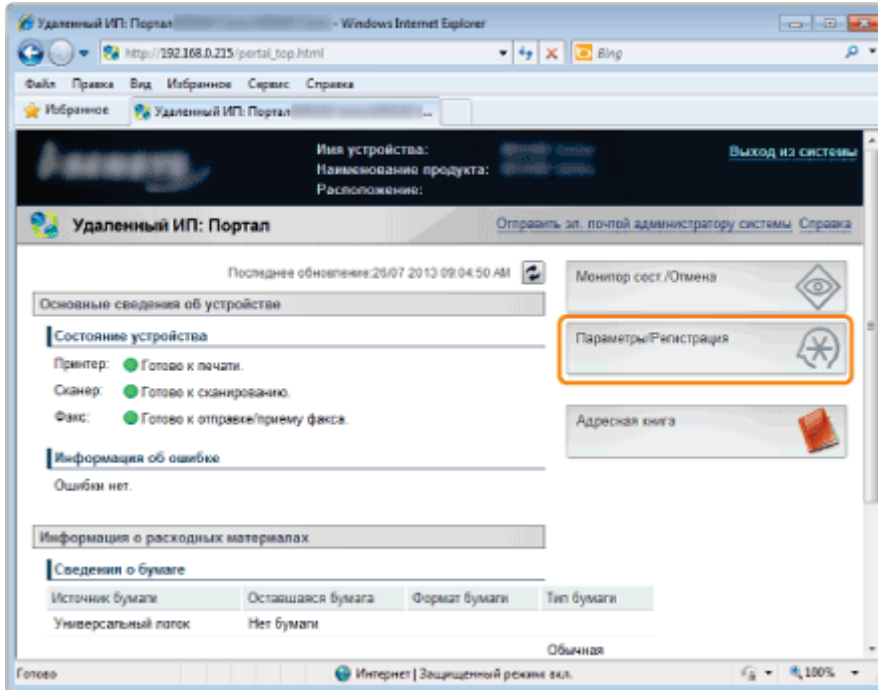 Удаленный ИП: Портал - Windows Internet Explorer
http://192.168.0.215/portal_top.html
Bing
Файл Правка Вид Избранное Сервис Справка
Избранное Удаленный ИП: Портал ...
Имя устройства:
Наименование продукта:
Расположение:
Выход из системы
Удаленный ИП: Портал
Отправить эл. почтой администратору системы Справка
Последнее обновление:26/07 2013 09:04:50 AM
Монитор сост./Отмена
Основные сведения об устройстве
Состояние устройства
Параметры/Регистрация
Принтер: Готово к печати.
Сканер: Готово к сканированию.
Факс: Готово к отправке/приему факса.
Адресная книга
Информация об ошибке
Ошибки нет.
Информация о расходных материалах
Сведения о бумаге
Источник бумаги Оставшаяся бумага Формат бумаги Тип бумаги
Универсальный лоток Нет бумаги
Обычная
Готово Интернет | Защищенный режим вкл. 100%